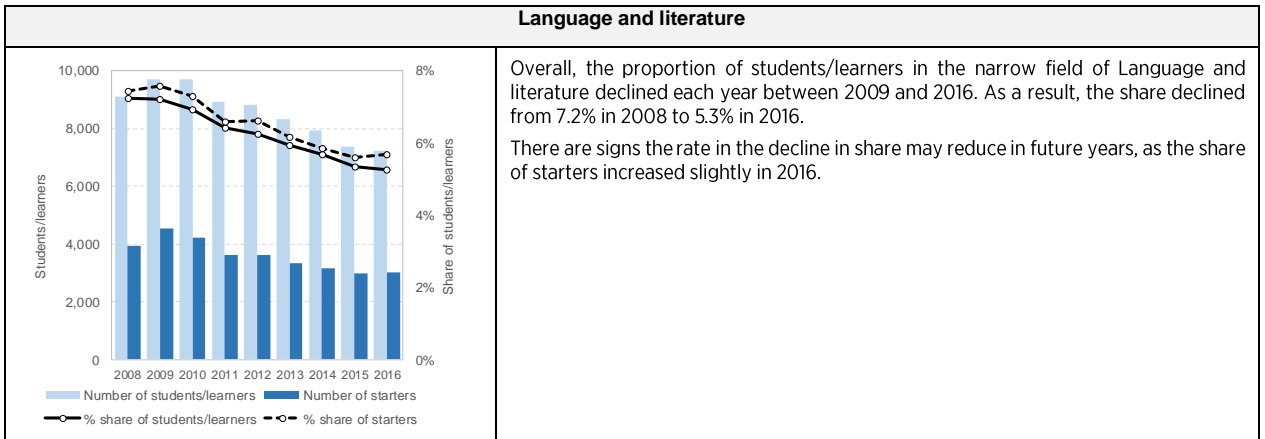 Language and literature
10,000
8,000
6,000
4,000
2,000
0
Students/learners
8%
6%
4%
2%
0%
Share of students/learners
2008 2009 2010 2011 2012 2013 2014 2015 2016
Number of students/learners Number of starters
% share of students/learners % share of starters
Overall, the proportion of students/learners in the narrow field of Language and
literature declined each year between 2009 and 2016. As a result, the share declined
from 7.2% in 2008 to 5.3% in 2016.
There are signs the rate in the decline in share may reduce in future years, as the share
of starters increased slightly in 2016.